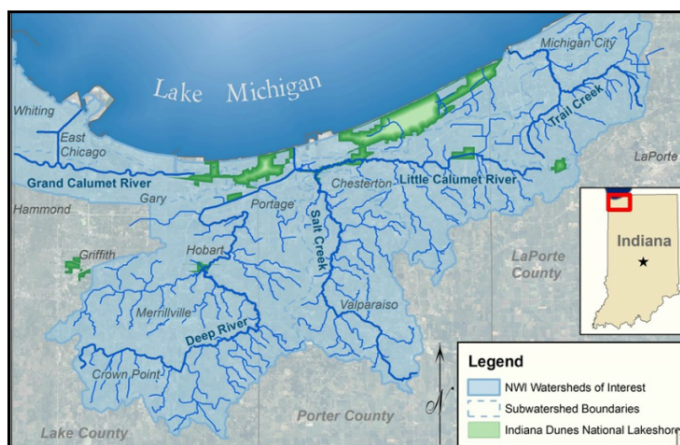 Michigan City
Lake Michigan
Whiting
East
Chicago
Trail Creek
LaPorte
Grand Calumet River
Chesterton
Little Calumet River
Gary
Portage
Hammond
Salt Creek
Hobart
Griffith
Indiana
LaPorte
County
Merrillville
Valparaiso
Deep River
Crown Point
N
Legend
NWI Watersheds of Interest
Subwatershed Boundaries
Indiana Dunes National Lakeshore
Porter County
Lake County